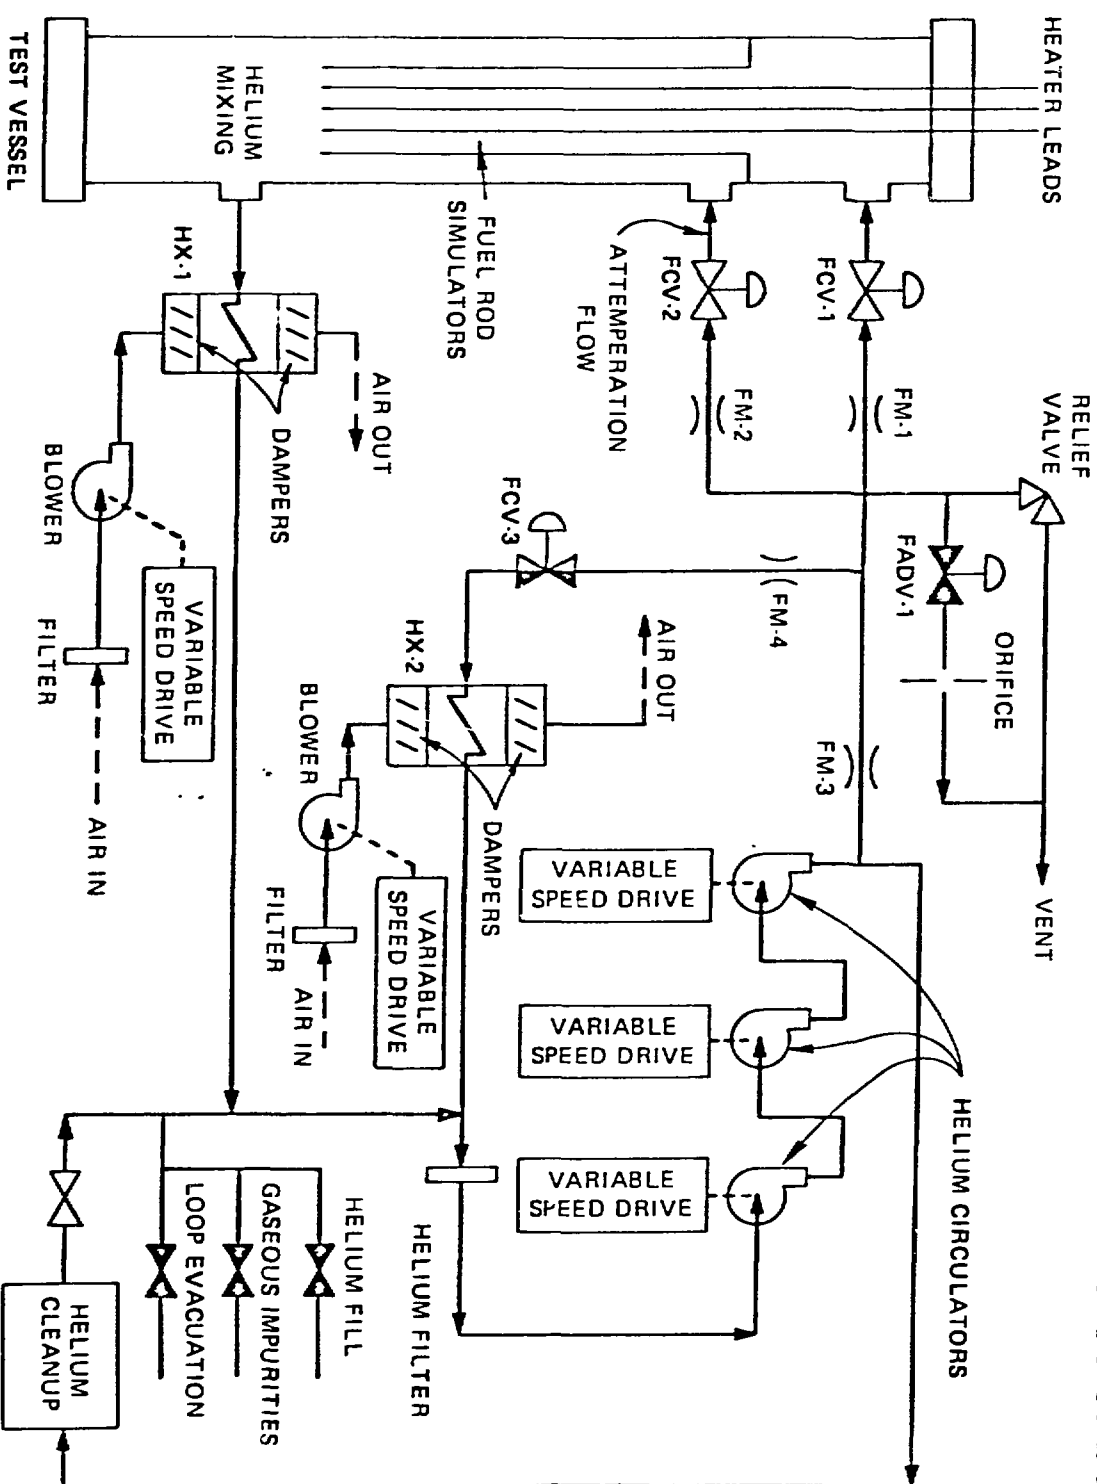 HEATER LEADS
RELIEF
VALVE
VENT
FCV-1
FM-1
FADV-1
ORIFICE
FM-3
HELIUM CIRCULATORS
FCV-2
FM-2
ATTEMPERATION
FLOW
FM-4
VARIABLE
SPEED DRIVE
VARIABLE
SPEED DRIVE
VARIABLE
SPEED DRIVE
FUEL ROD
SIMULATORS
FCV-3
AIR OUT
HX-2
DAMPERS
BLOWER
VARIABLE
SPEED DRIVE
FILTER
AIR IN
HELIUM FILTER
HELIUM
MIXING
AIR OUT
HX-1
DAMPERS
BLOWER
VARIABLE
SPEED DRIVE
FILTER
AIR IN
HELIUM FILL
GASEOUS IMPURITIES
LOOP EVACUATION
HELIUM
CLEANUP
TEST VESSEL